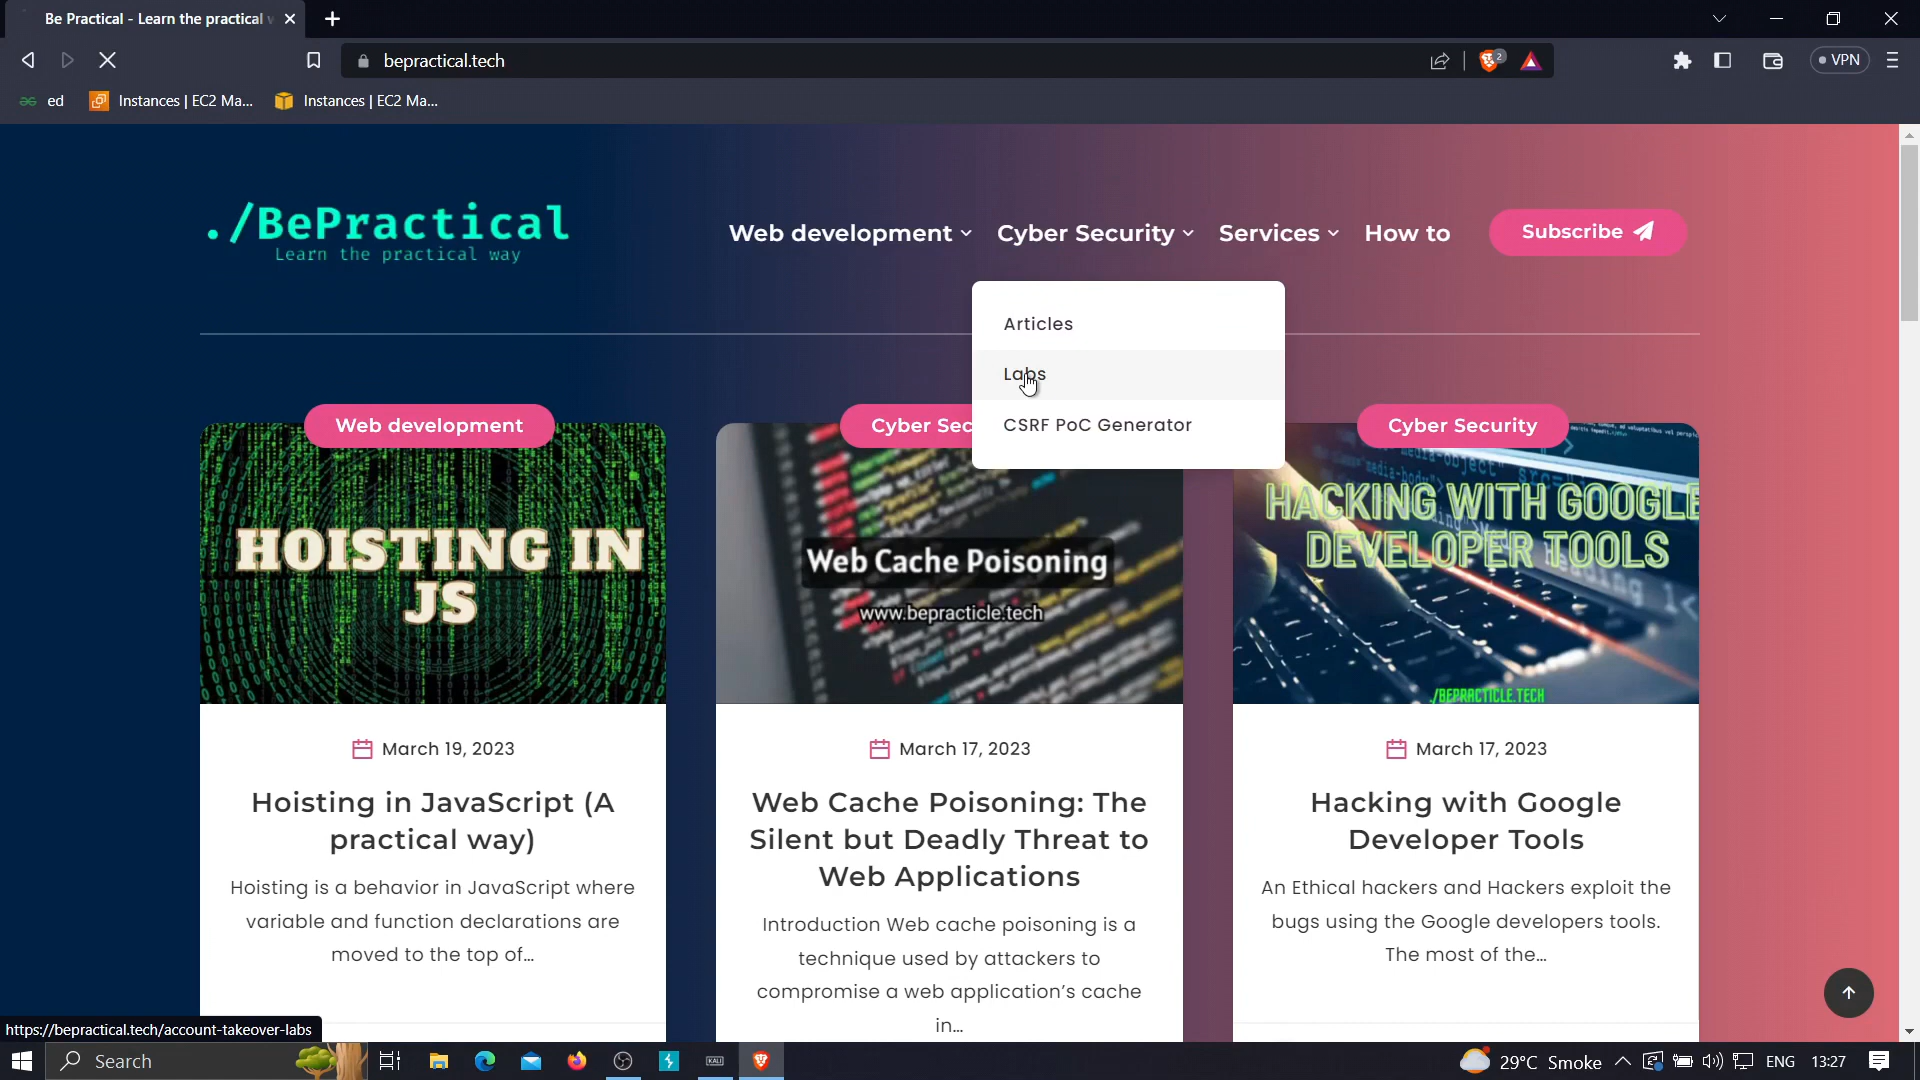 Be Practical - Learn the practical w
bepractical.tech
2
VPN
ed
Instances | EC2 Ma...
Instances | EC2 Ma...
./BePractical
Learn the practical way
Web development
Cyber Security
Services
How to
Subscribe
Articles
Labs
CSRF PoC Generator
Web development
Cyber Sec
Cyber Security
HOISTING IN
JS
Web Cache Poisoning
www.bepracticle.tech
HACKING WITH GOOGLE
DEVELOPER TOOLS
./BEPRACTICLE.TECH
March 19, 2023
March 17, 2023
March 17, 2023
Hoisting in JavaScript (A
practical way)
Web Cache Poisoning: The
Silent but Deadly Threat to
Web Applications
Hacking with Google
Developer Tools
Hoisting is a behavior in JavaScript where
variable and function declarations are
moved to the top of...
Introduction Web cache poisoning is a
technique used by attackers to
compromise a web application's cache
in...
An Ethical hackers and Hackers exploit the
bugs using the Google developers tools.
The most of the...
https://bepractical.tech/account-takeover-labs
Search
KALI
29°C Smoke
ENG
13:27